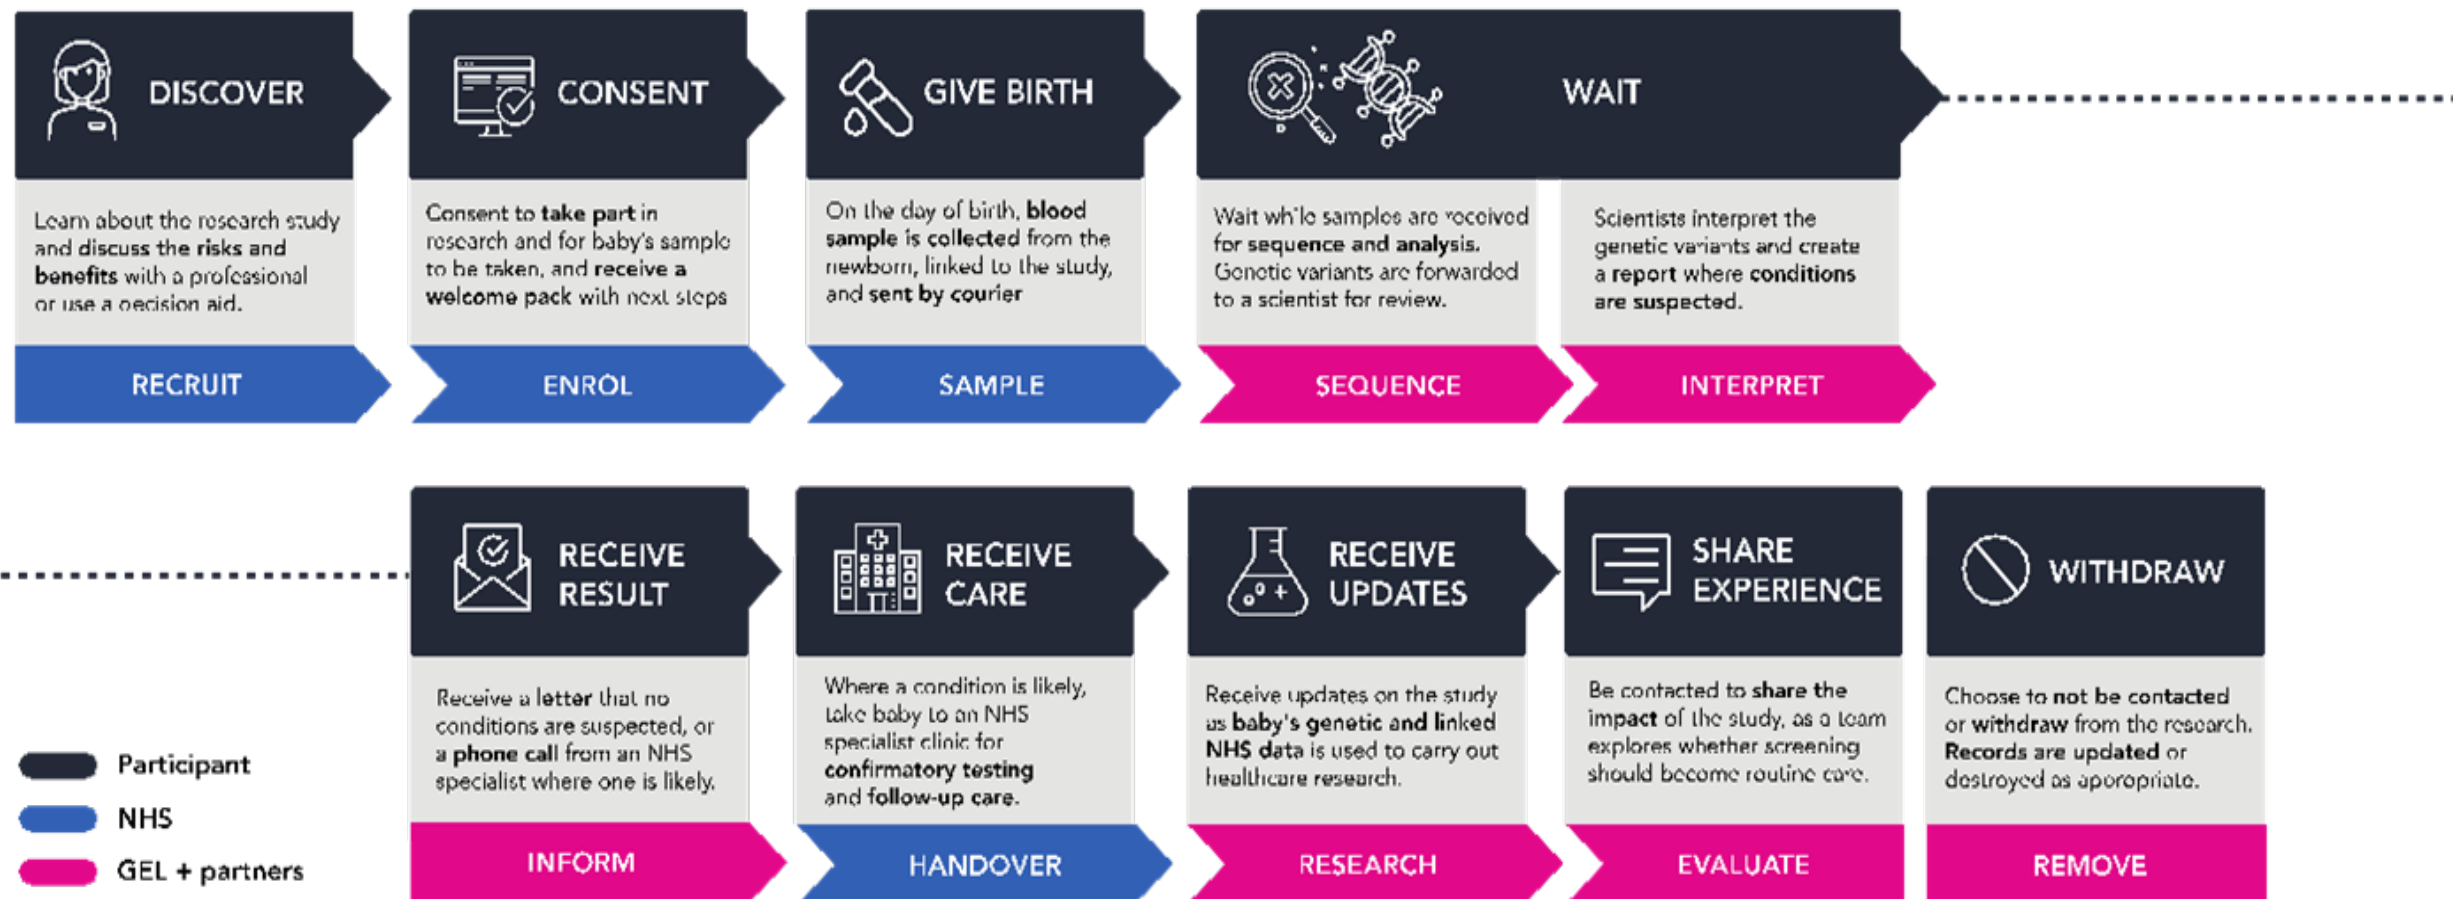 DISCOVER
Learn about the research study
and discuss the risks and
benefits with a professional
or use a decision aid.
RECRUIT
CONSENT
Consent to take part in
research and for baby's sample
to be taken, and receive a
welcome pack with next steps
ENROL
GIVE BIRTH
On the day of birth, blood
sample is collected from the
newborn, linked to the study,
and sent by courier
SAMPLE
WAIT
Wait while samples are received
for sequence and analysis.
Genetic variants are forwarded
to a scientist for review.
SEQUENCE
Scientists interpret the
genetic variants and create
a report where conditions
are suspected.
INTERPRET
RECEIVE
RESULT
Receive a letter that no
conditions are suspected, or
a phone call from an NHS
specialist where one is likely.
INFORM
RECEIVE
CARE
Where a condition is likely,
take baby to an NHS
specialist clinic for
confirmatory testing
and follow-up care.
HANDOVER
RECEIVE
UPDATES
Receive updates on the study
as baby's genetic and linked
NHS data is used to carry out
healthcare research.
RESEARCH
SHARE
EXPERIENCE
Be contacted to share the
impact of the study, as a team
explores whether screening
should become routine care.
EVALUATE
WITHDRAW
Choose to not be contacted
or withdraw from the research.
Records are updated or
destroyed as appropriate.
REMOVE
Participant
NHS
GEL + partners